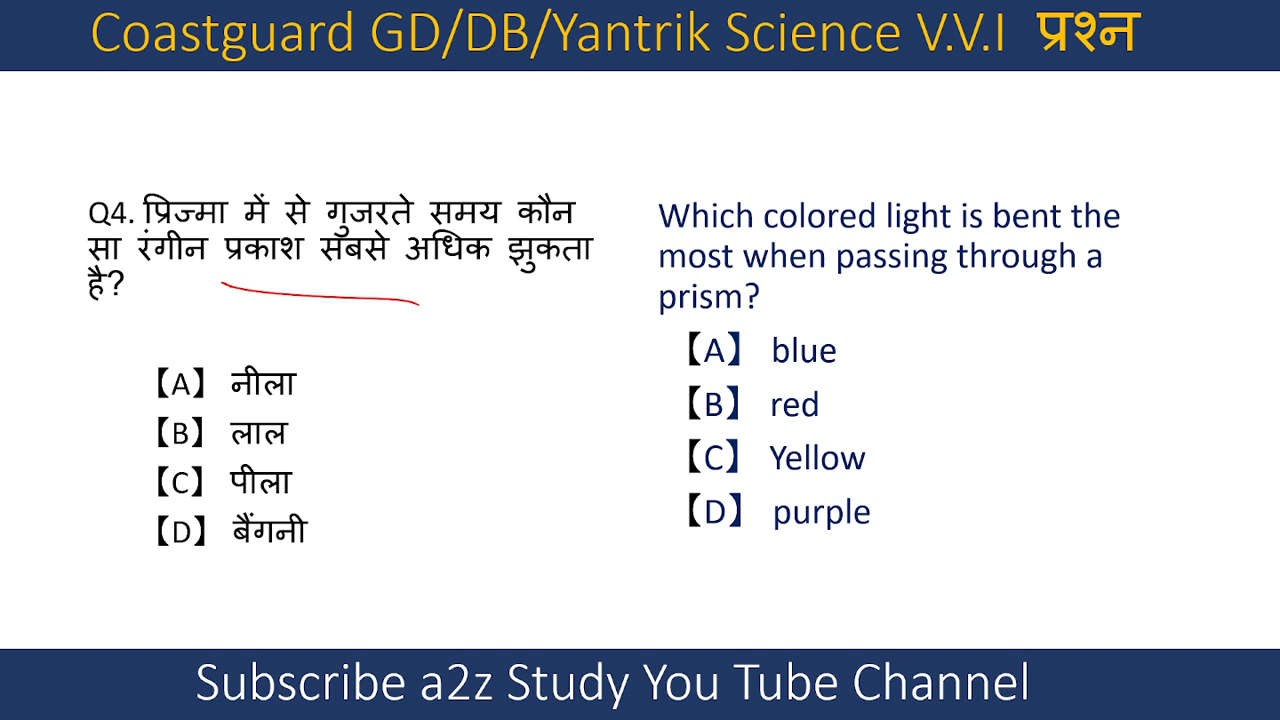 Coastguard GD/DB/Yantrik Science V.V.I प्रश्न
Q4. प्रिज्मा में से गुजरते समय कौन
सा रंगीन प्रकाश सबसे अधिक झुकता
है?
【A】 नीला
【B】 लाल
【C】 पीला
【D】 बैंगनी
Which colored light is bent the
most when passing through a
prism?
【A】 blue
【B】 red
【C】 Yellow
【D】 purple
Subscribe a2z Study You Tube Channel